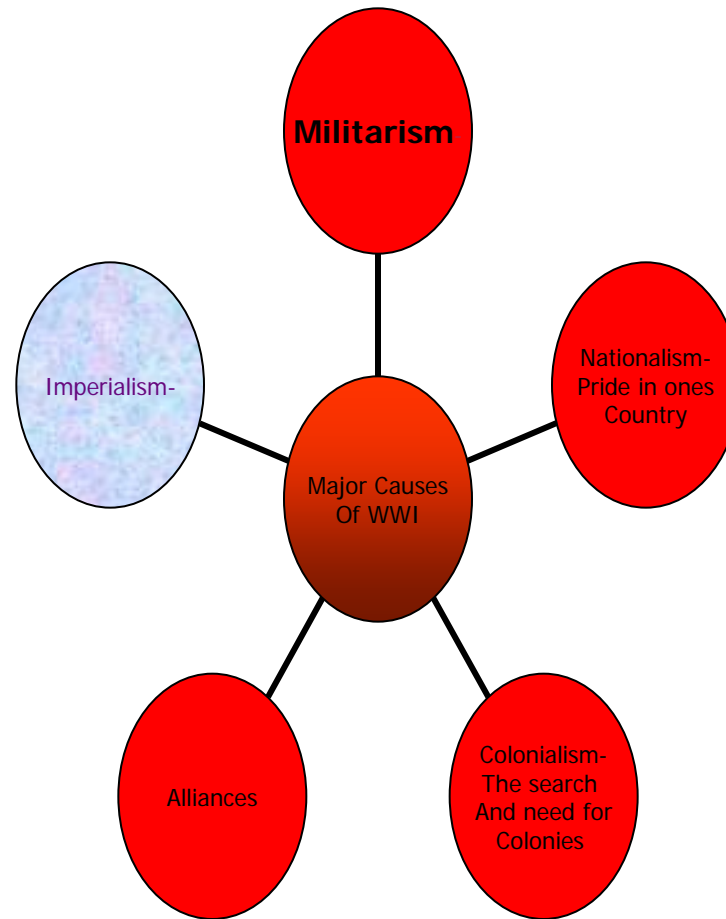 Militarism
Imperialism-
Nationalism-
Pride in ones
Country
Major Causes
Of WWI
Alliances
Colonialism-
The search
And need for
Colonies